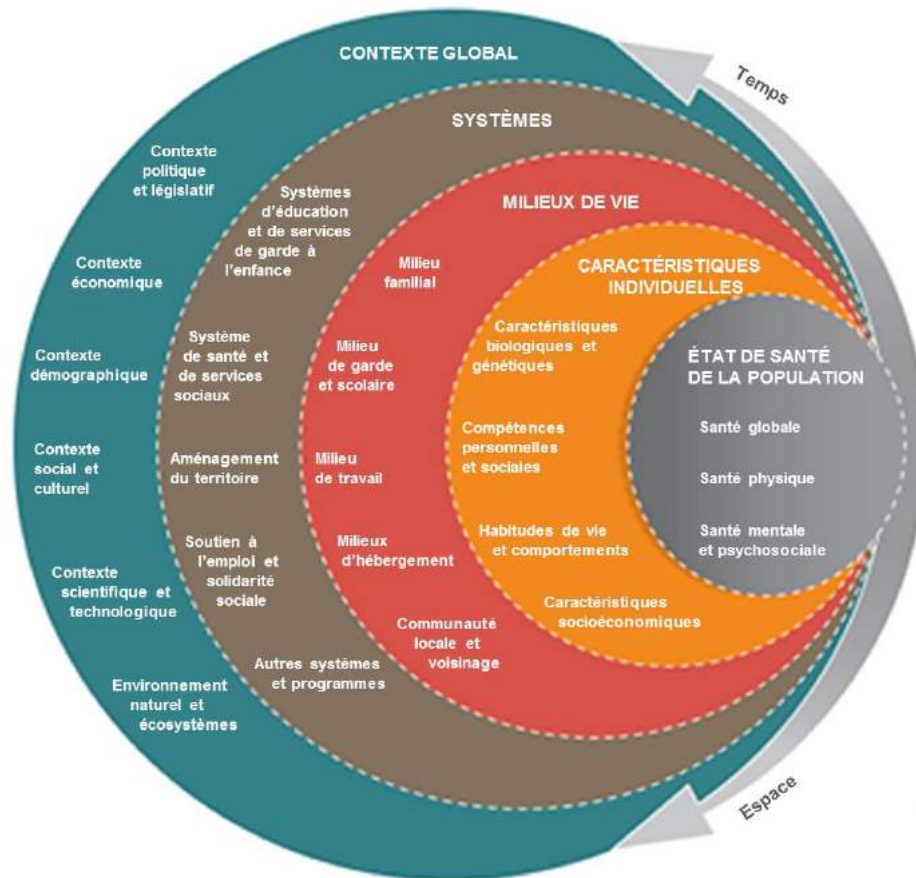 CONTEXTE GLOBAL
Contexte
politique
et législatif
Contexte
économique
Contexte
démographique
Contexte
social et
culturel
Contexte
scientifique et
technologique
Environnement
naturel et
écosystèmes
SYSTÈMES
Systèmes
d'éducation
et de services
de garde à
l'enfance
Système
de santé et
de services
sociaux
Aménagement
du territoire
Soutien à
l'emploi et
solidarité
sociale
Autres systèmes
et programmes
MILIEUX DE VIE
Milieu
familial
Milieu
de garde
et scolaire
Milieu
de travail
Milieux
d'hébergement
Communauté
locale et
voisinage
CARACTÉRISTIQUES
INDIVIDUELLES
Caractéristiques
biologiques et
génétiques
Compétences
personnelles
et sociales
Habitudes de vie
et comportements
Caractéristiques
socioéconomiques
ÉTAT DE SANTÉ
DE LA POPULATION
Santé globale
Santé physique
Santé mentale
et psychosociale
Temps
Espace